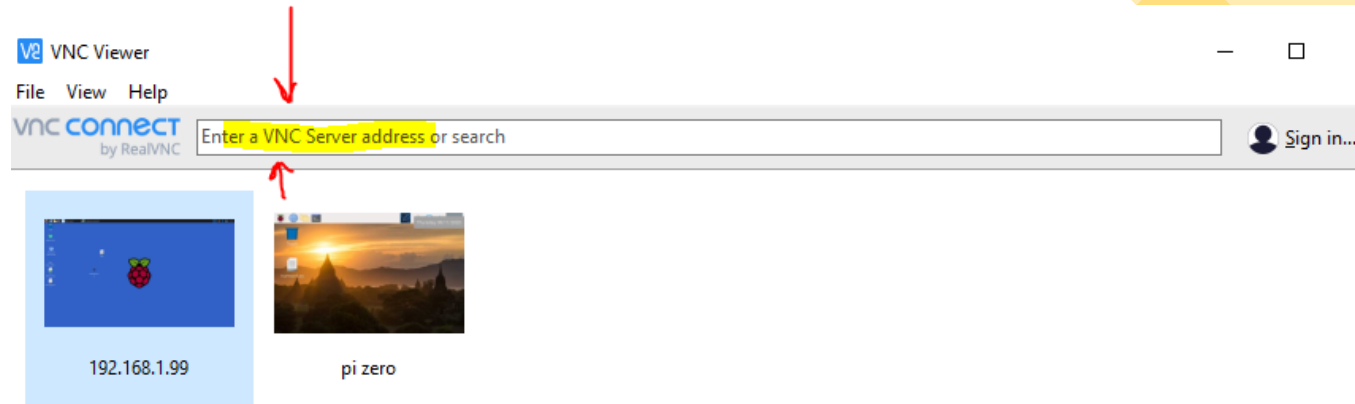 VNC Viewer
File View Help
VNC CONNECT
by RealVNC
Enter a VNC Server address or search
Sign in...
192.168.1.99
pi zero